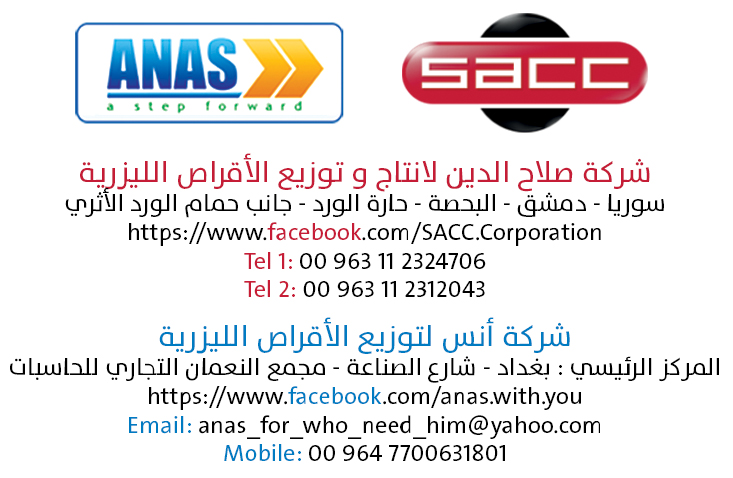 ANAS
a step forward
sacc
شركة صلاح الدين لانتاج و توزيع الأقراص الليزرية
سوريا - دمشق - البحصة - حارة الورد - جانب حمام الورد الأثري
https://www.facebook.com/SACC.Corporation
Tel 1: 00 963 11 2324706
Tel 2: 00 963 11 2312043
شركة أنس لتوزيع الأقراص الليزرية
المركز الرئيسي : بغداد - شارع الصناعة - مجمع النعمان التجاري للحاسبات
https://www.facebook.com/anas.with.you
Email: anas_for_who_need_him@yahoo.com
Mobile: 00 964 7700631801